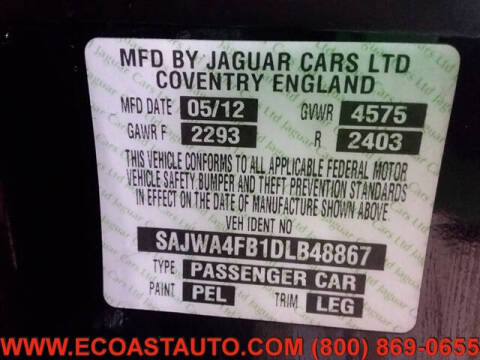 MFD BY JAGUAR CARS LTD
COVENTRY ENGLAND
MFD DATE 05/12 GVWR 4575
GAWR F 2293 R 2403
THIS VEHICLE CONFORMS TO ALL APPLICABLE FEDERAL MOTOR
VEHICLE SAFETY BUMPER AND THEFT PREVENTION STANDARDS
IN EFFECT ON THE DATE OF MANUFACTURE SHOWN ABOVE.
VEH IDENT NO
SAJWA4FB1DLB48867
TYPE PASSENGER CAR
PAINT PEL TRIM LEG
WWW.ECOASTAUTO.COM (800) 869-0655